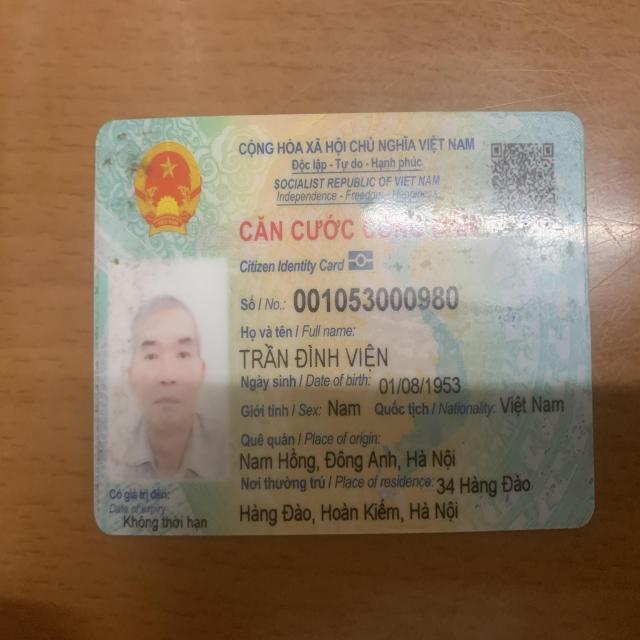 CỘNG HÒA XÃ HỘI CHỦ NGHĨA VIỆT NAM
Độc lập - Tự do - Hạnh phúc
SOCIALIST REPUBLIC OF VIET NAM
Independence - Freedom - Happiness
CĂN CƯỚC CÔNG DÂN
Citizen Identity Card
Số / No.: 001053000980
Họ và tên / Full name:
TRẦN ĐÌNH VIỆN
Ngày sinh / Date of birth: 01/08/1953
Giới tính / Sex: Nam Quốc tịch / Nationality: Việt Nam
Quê quán / Place of origin:
Nam Hồng, Đông Anh, Hà Nội
Nơi thường trú / Place of residence: 34 Hàng Đào
Hàng Đào, Hoàn Kiếm, Hà Nội
Có giá trị đến:
Date of expiry
Không thời hạn